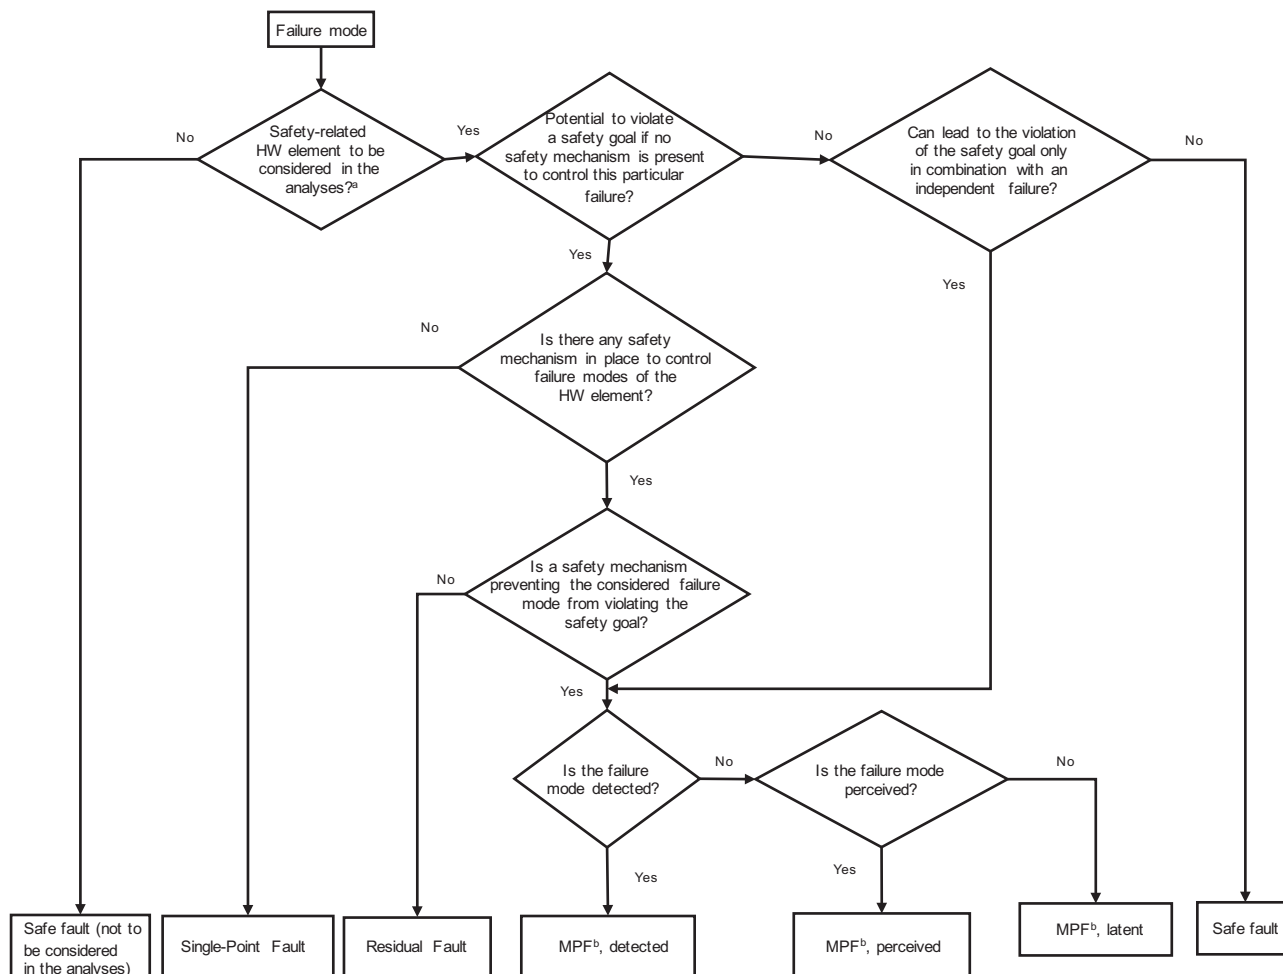 Failure mode
No
Safety-related
HW element to be
considered in the
analyses?ᵃ
Yes
Potential to violate
a safety goal if no
safety mechanism is present
to control this particular
failure?
No
Can lead to the violation
of the safety goal only
in combination with an
independent failure?
No
Yes
Yes
No
Is there any safety
mechanism in place to control
failure modes of the
HW element?
Yes
No
Is a safety mechanism
preventing the considered failure
mode from violating the
safety goal?
Yes
Is the failure
mode detected?
No
Is the failure mode
perceived?
No
Yes
Yes
Safe fault (not to
be considered
in the analyses)
Single-Point Fault
Residual Fault
MPFᵇ, detected
MPFᵇ, perceived
MPFᵇ, latent
Safe fault